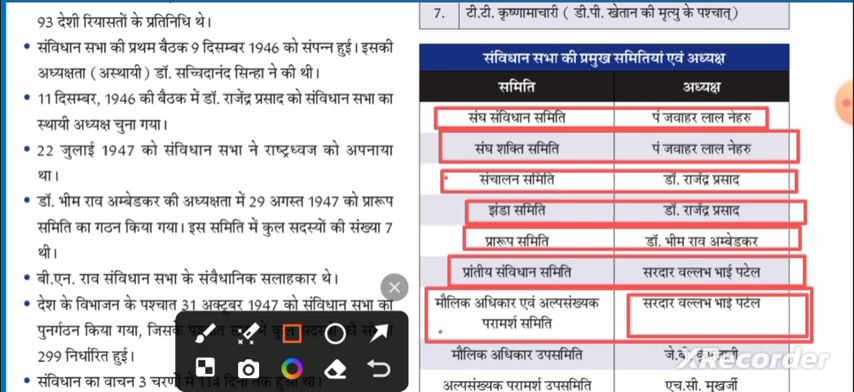 93 देशी रियासतों के प्रतिनिधि थे।
• संविधान सभा की प्रथम बैठक 9 दिसम्बर 1946 को संपन्न हुई। इसकी
अध्यक्षता (अस्थायी) डॉ. सच्चिदानंद सिन्हा ने की थी।
• 11 दिसम्बर, 1946 की बैठक में डॉ. राजेंद्र प्रसाद को संविधान सभा का
स्थायी अध्यक्ष चुना गया।
• 22 जुलाई 1947 को संविधान सभा ने राष्ट्रध्वज को अपनाया
था।
• डॉ. भीम राव अम्बेडकर की अध्यक्षता में 29 अगस्त 1947 को प्रारूप
समिति का गठन किया गया। इस समिति में कुल सदस्यों की संख्या 7
थी।
• बी.एन. राव संविधान सभा के संवैधानिक सलाहकार थे।
• देश के विभाजन के पश्चात 31 अक्टूबर 1947 को संविधान सभा का
पुनर्गठन किया गया, जिसके
299 निर्धारित हुई।
• संविधान का वाचन 3 चरणों में 114 दिन तक हुआ था।
7. टी.टी. कृष्णामाचारी ( डी.पी. खेतान की मृत्यु के पश्चात्)
संविधान सभा की प्रमुख समितियां एवं अध्यक्ष
समिति अध्यक्ष
संघ संविधान समिति पं जवाहर लाल नेहरु
संघ शक्ति समिति पं जवाहर लाल नेहरु
संचालन समिति डॉ. राजेंद्र प्रसाद
झंडा समिति डॉ. राजेंद्र प्रसाद
प्रारूप समिति डॉ. भीम राव अम्बेडकर
प्रांतीय संविधान समिति सरदार वल्लभ भाई पटेल
मौलिक अधिकार एवं अल्पसंख्यक सरदार वल्लभ भाई पटेल
परामर्श समिति
मौलिक अधिकार उपसमिति जे.बी.
XRecorder
अल्पसंख्यक परामर्श उपसमिति एच.सी. मुखर्जी